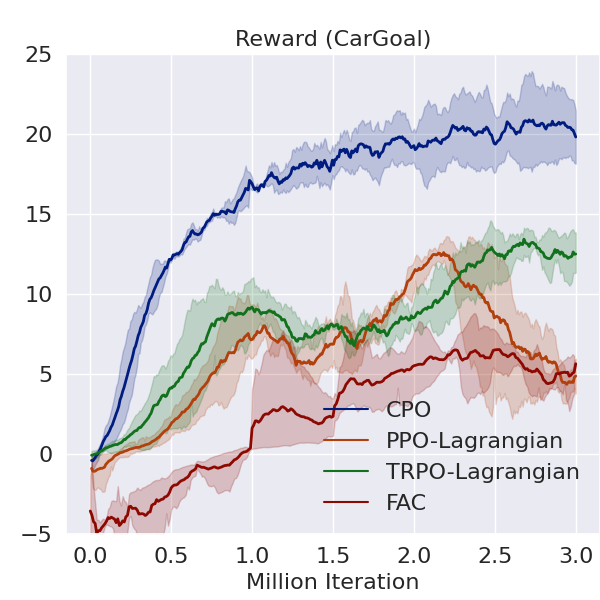 Reward (CarGoal)
25
20
15
10
5
0
−5
CPO
PPO-Lagrangian
TRPO-Lagrangian
FAC
0.0 0.5 1.0 1.5 2.0 2.5 3.0
Million Iteration